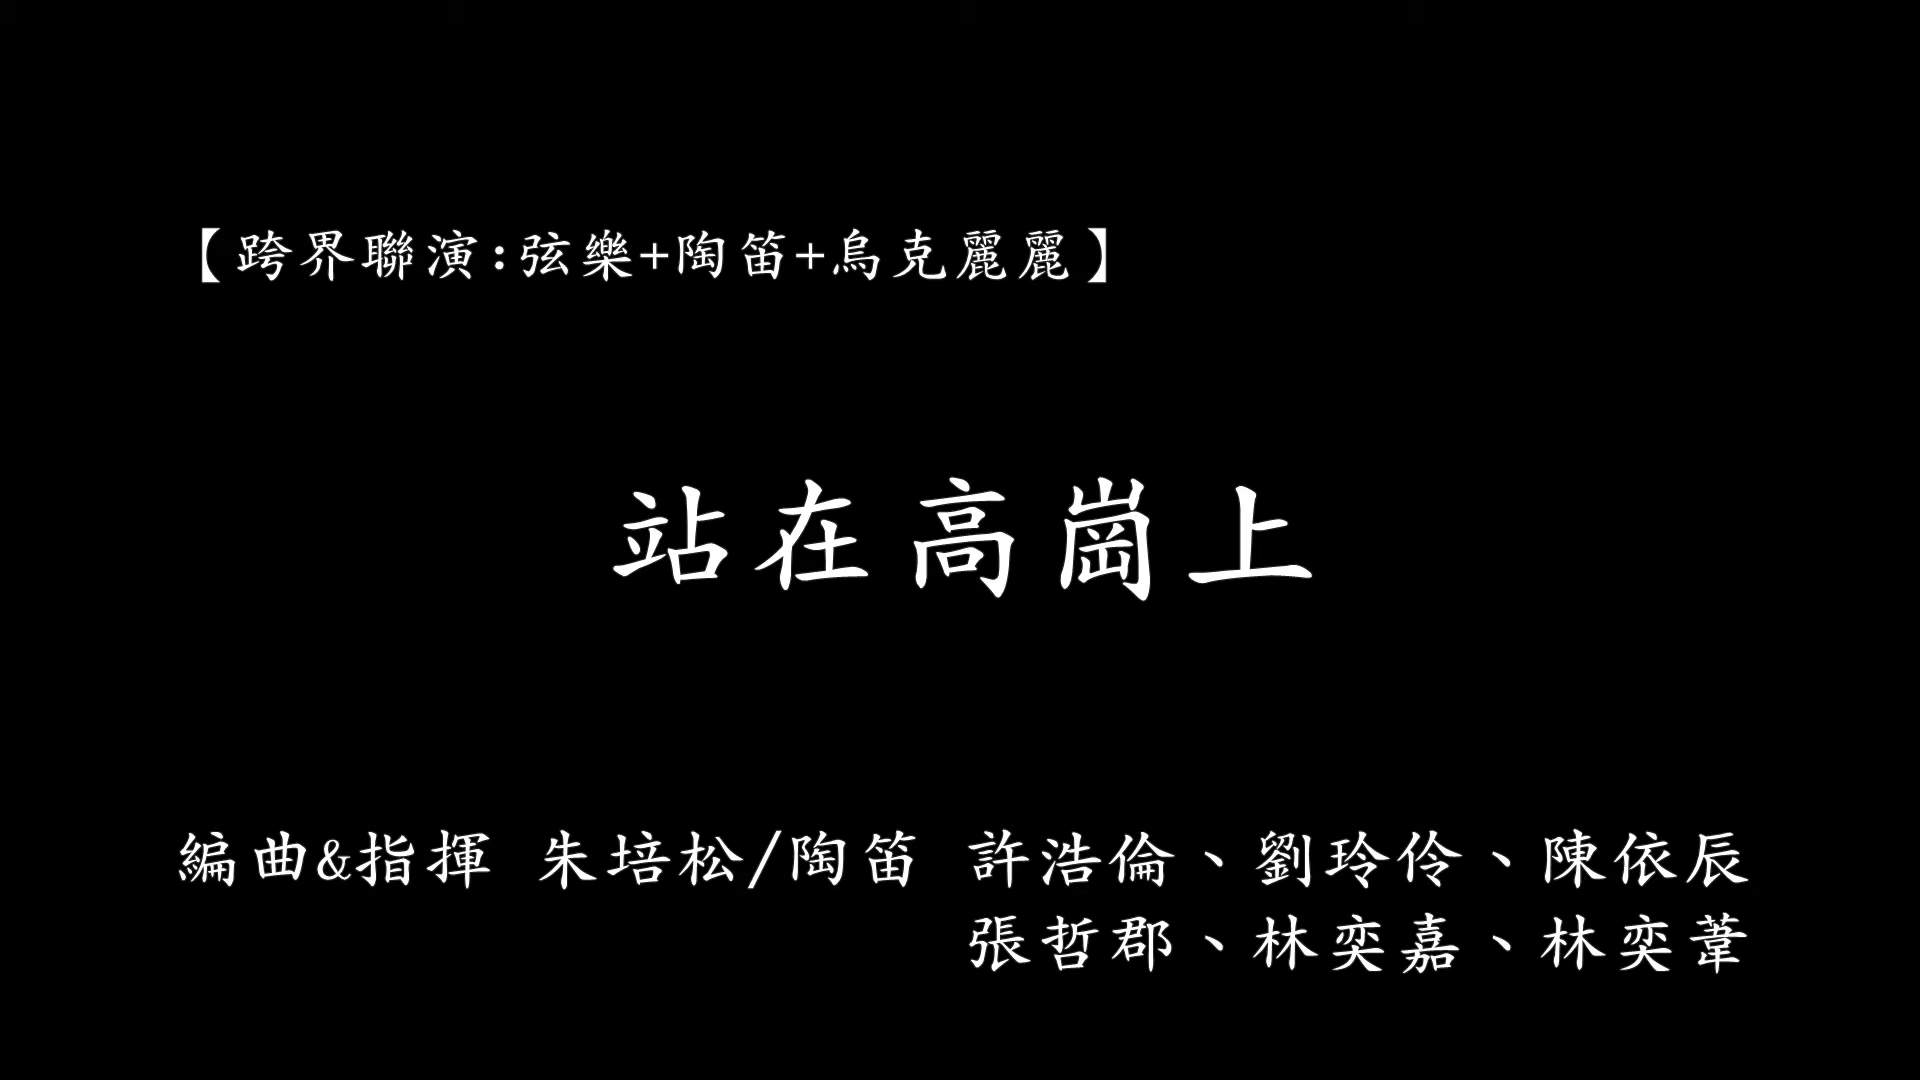 【跨界聯演:弦樂+陶笛+烏克麗麗】
站在高崗上
編曲&指揮 朱培松/陶笛 許浩倫、劉玲伶、陳依辰
張哲郡、林奕嘉、林奕葦